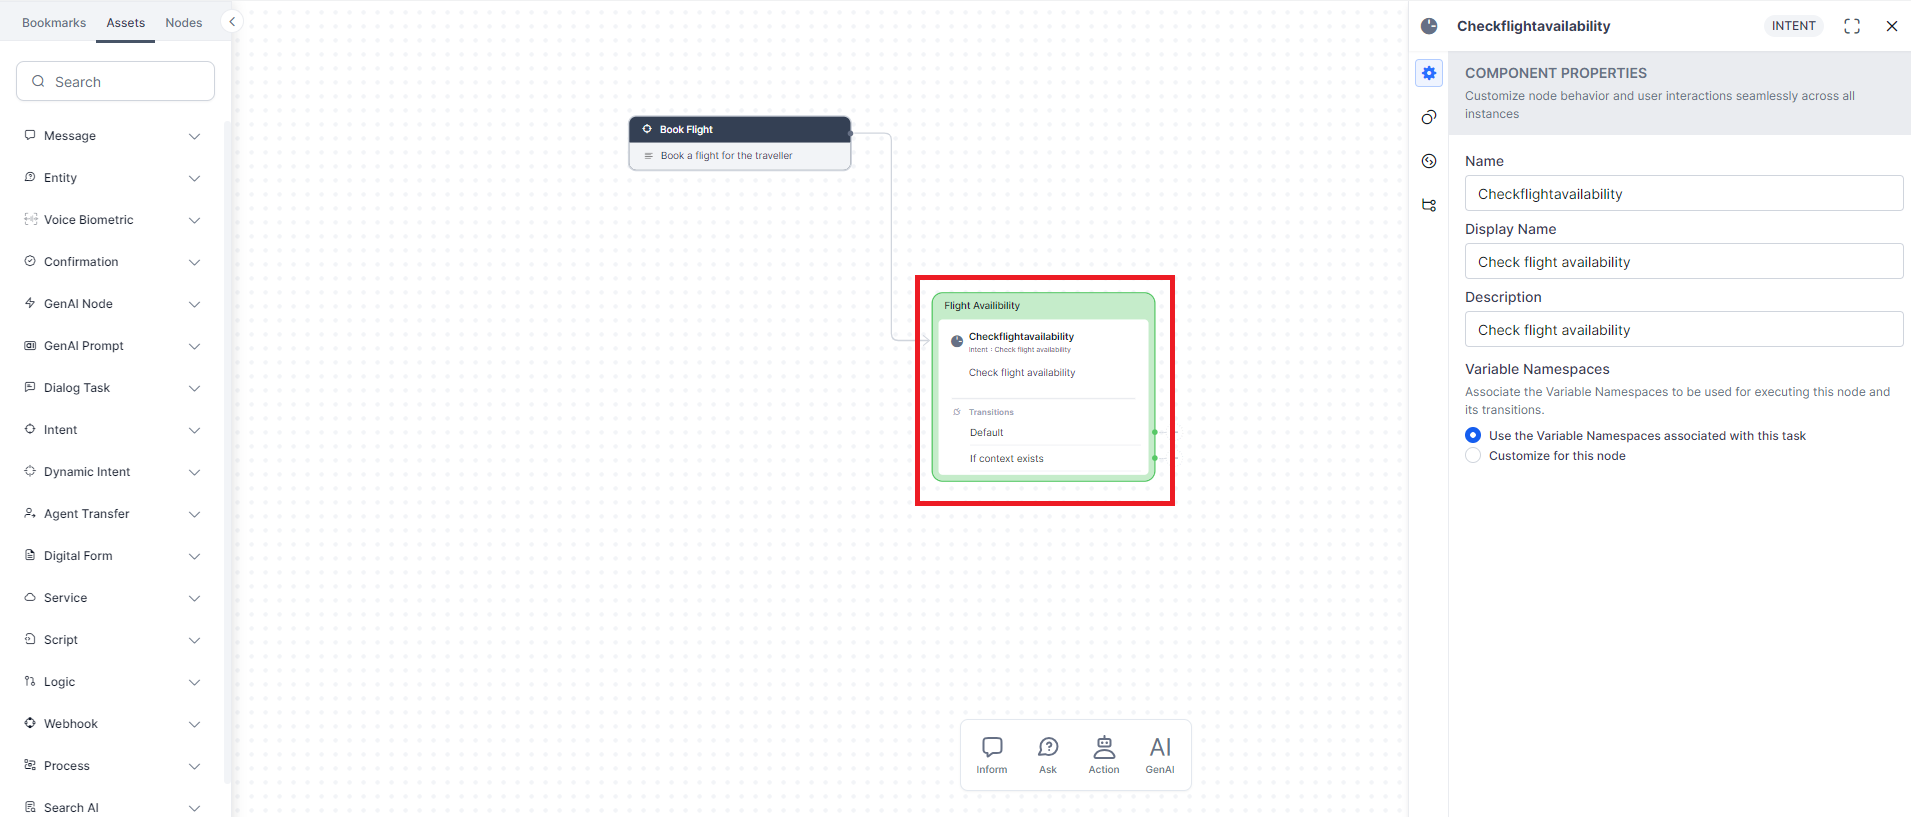 Bookmarks
Assets
Nodes
Search
Message
Entity
Voice Biometric
Confirmation
GenAI Node
GenAI Prompt
Dialog Task
Intent
Dynamic Intent
Agent Transfer
Digital Form
Service
Script
Logic
Webhook
Process
Search AI
Book Flight
Book a flight for the traveller
Flight Availibility
Checkflightavailability
Intent : Check flight availability
Check flight availability
Transitions
Default
If context exists
Inform
Ask
Action
AI
GenAI
Checkflightavailability
INTENT
COMPONENT PROPERTIES
Customize node behavior and user interactions seamlessly across all
instances
Name
Checkflightavailability
Display Name
Check flight availability
Description
Check flight availability
Variable Namespaces
Associate the Variable Namespaces to be used for executing this node and
its transitions.
Use the Variable Namespaces associated with this task
Customize for this node